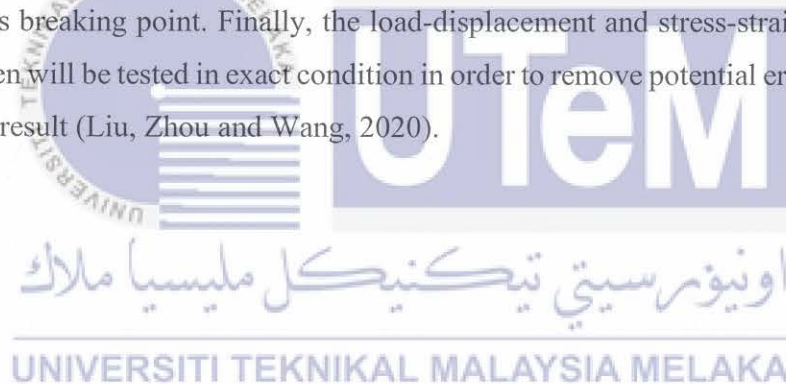 s breaking point. Finally, the load-displacement and stress-strai
en will be tested in exact condition in order to remove potential er
result (Liu, Zhou and Wang, 2020).
UTeM
اونيۏرسيتي تيكنيكل مليسيا ملاك
UNIVERSITI TEKNIKAL MALAYSIA MELAKA